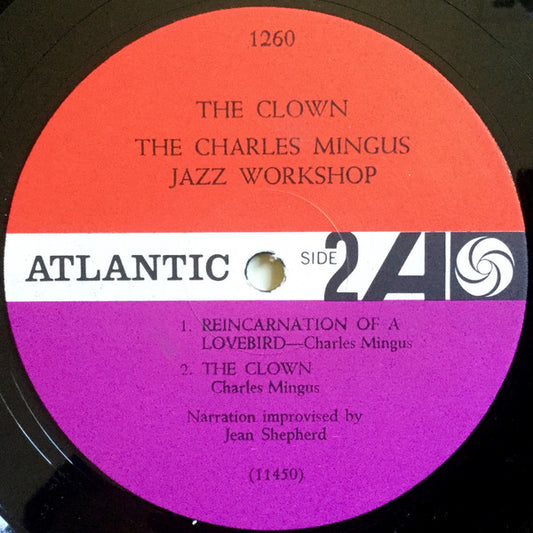 1260
THE CLOWN
THE CHARLES MINGUS
JAZZ WORKSHOP
ATLANTIC SIDE 2 A
1. REINCARNATION OF A
LOVEBIRD—Charles Mingus
2. THE CLOWN
Charles Mingus
Narration improvised by
Jean Shepherd
(11450)